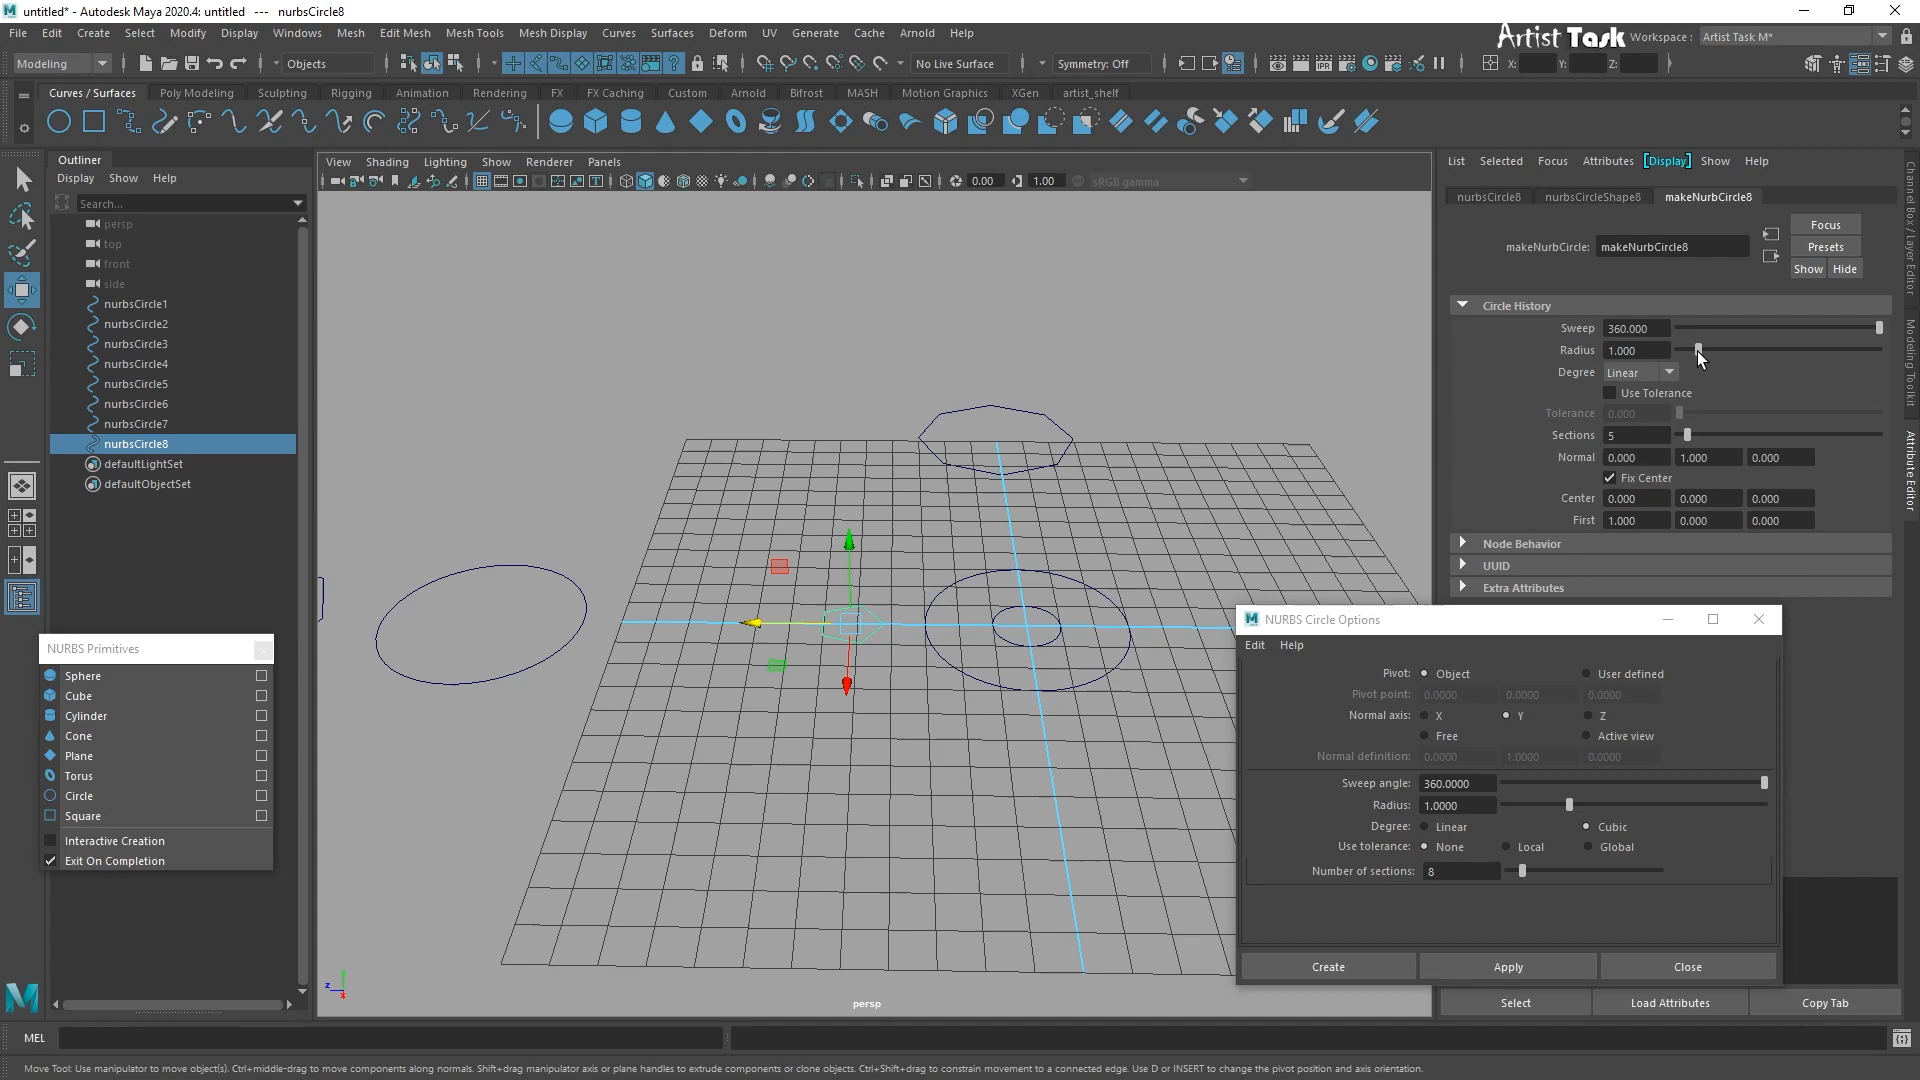 untitled* - Autodesk Maya 2020.4: untitled --- nurbsCircle8
File Edit Create Select Modify Display Windows Mesh Edit Mesh Mesh Tools Mesh Display Curves Surfaces Deform UV Generate Cache Arnold Help
Artist Task Workspace : Artist Task M*
Modeling Objects No Live Surface Symmetry: Off X: Y: Z:
Curves / Surfaces Poly Modeling Sculpting Rigging Animation Rendering FX FX Caching Custom Arnold Bifrost MASH Motion Graphics XGen artist_shelf
Outliner
Display Show Help
Search...
persp
top
front
side
nurbsCircle1
nurbsCircle2
nurbsCircle3
nurbsCircle4
nurbsCircle5
nurbsCircle6
nurbsCircle7
nurbsCircle8
defaultLightSet
defaultObjectSet
NURBS Primitives
Sphere
Cube
Cylinder
Cone
Plane
Torus
Circle
Square
Interactive Creation
Exit On Completion
View Shading Lighting Show Renderer Panels
0.00 1.00 sRGB gamma
z
x
persp
List Selected Focus Attributes [Display] Show Help
nurbsCircle8 nurbsCircleShape8 makeNurbCircle8
makeNurbCircle: makeNurbCircle8
Focus
Presets
Show Hide
Circle History
Sweep 360.000
Radius 1.000
Degree Linear
Use Tolerance
Tolerance 0.000
Sections 5
Normal 0.000 1.000 0.000
Fix Center
Center 0.000 0.000 0.000
First 1.000 0.000 0.000
Node Behavior
UUID
Extra Attributes
NURBS Circle Options
Edit Help
Pivot: Object User defined
Pivot point: 0.0000 0.0000 0.0000
Normal axis: X Y Z
Free Active view
Normal definition: 0.0000 1.0000 0.0000
Sweep angle: 360.0000
Radius: 1.0000
Degree: Linear Cubic
Use tolerance: None Local Global
Number of sections: 8
Create Apply Close
Select Load Attributes Copy Tab
Channel Box / Layer Editor
Modeling Toolkit
Attribute Editor
MEL
Move Tool: Use manipulator to move object(s). Ctrl+middle-drag to move components along normals. Shift+drag manipulator axis or plane handles to extrude components or clone objects. Ctrl+Shift+drag to constrain movement to a connected edge. Use D or INSERT to change the pivot position and axis orientation.